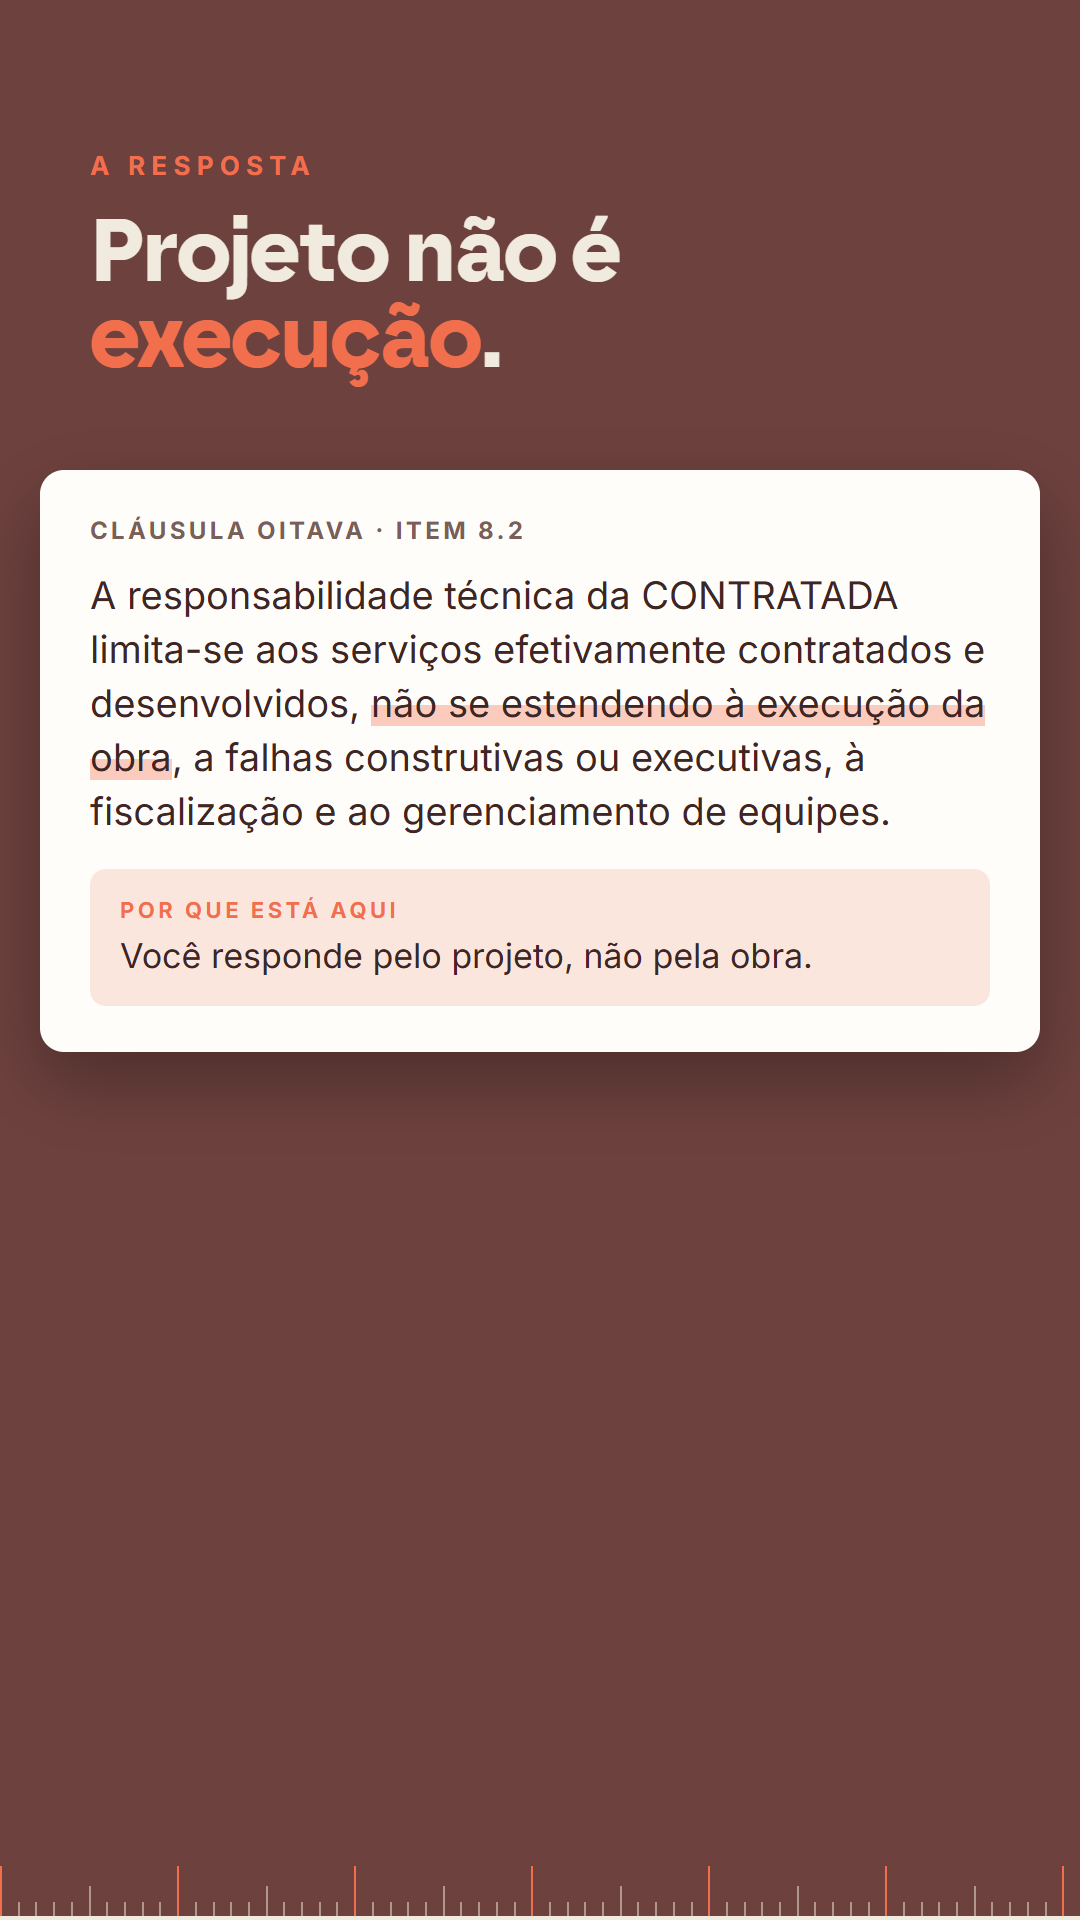 A RESPOSTA
Projeto não é
execução.
CLÁUSULA OITAVA · ITEM 8.2
A responsabilidade técnica da CONTRATADA
limita-se aos serviços efetivamente contratados e
desenvolvidos, não se estendendo à execução da
obra, a falhas construtivas ou executivas, à
fiscalização e ao gerenciamento de equipes.
POR QUE ESTÁ AQUI
Você responde pelo projeto, não pela obra.